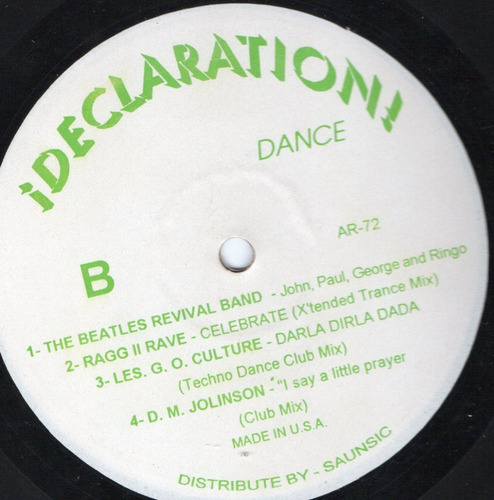 ¡DECLARATION!
DANCE
AR-72
B
1- THE BEATLES REVIVAL BAND - John, Paul, George and Ringo
2- RAGG II RAVE - CELEBRATE (X'tended Trance Mix)
3- LES. G. O. CULTURE - DARLA DIRLA DADA
(Techno Dance Club Mix)
4- D. M. JOLINSON - "I say a little prayer
(Club Mix)
MADE IN U.S.A.
DISTRIBUTE BY - SAUNSIC